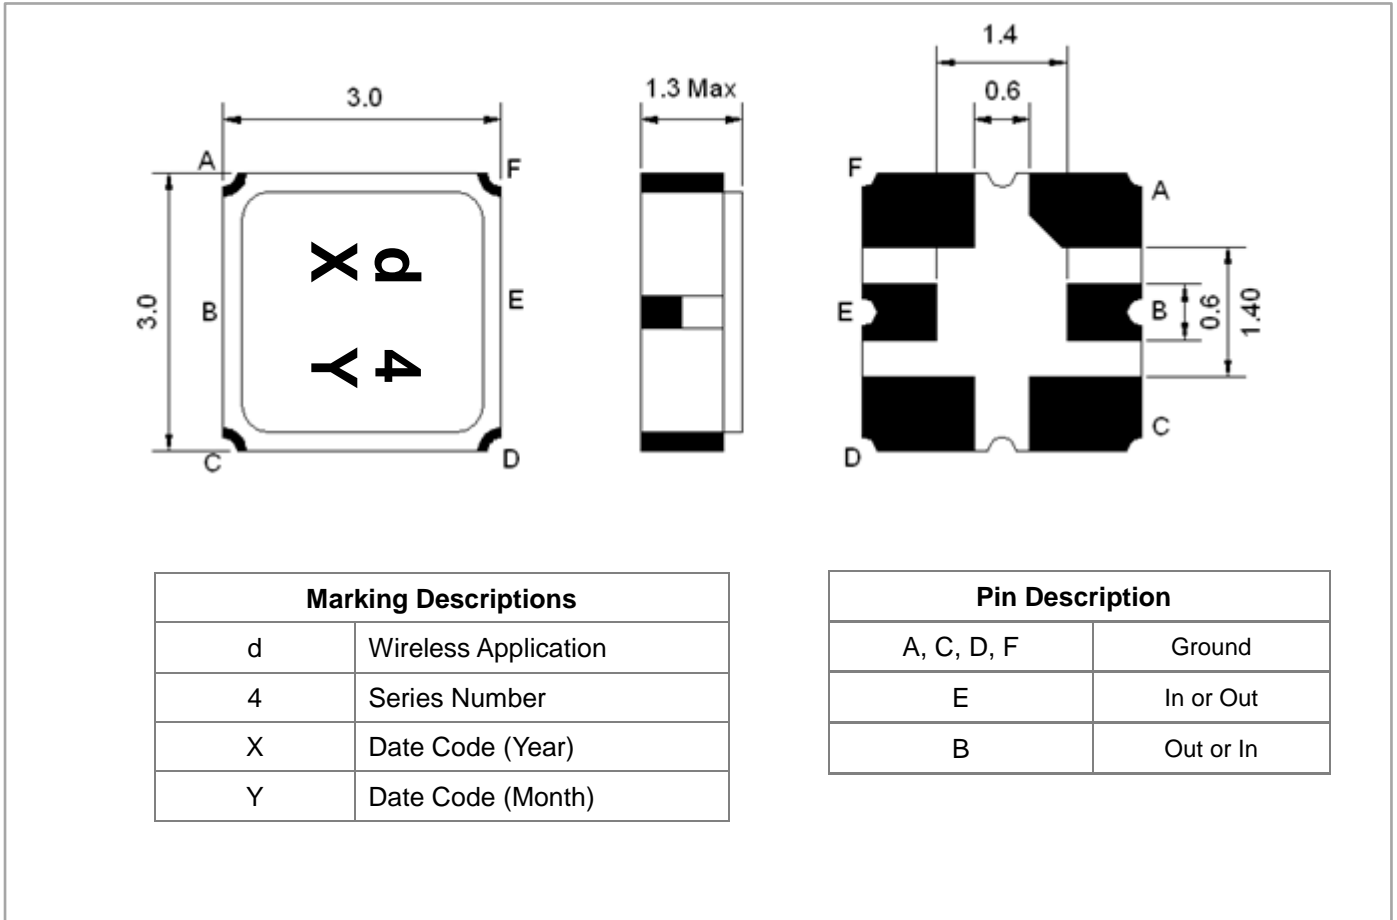 1.4
3.0
1.3 Max
0.6
A
F
F
A
d
X
3.0
B
E
E
B
0.6
1.40
4
Y
C
D
D
C
Marking Descriptions
d Wireless Application
4 Series Number
X Date Code (Year)
Y Date Code (Month)
Pin Description
A, C, D, F Ground
E In or Out
B Out or In